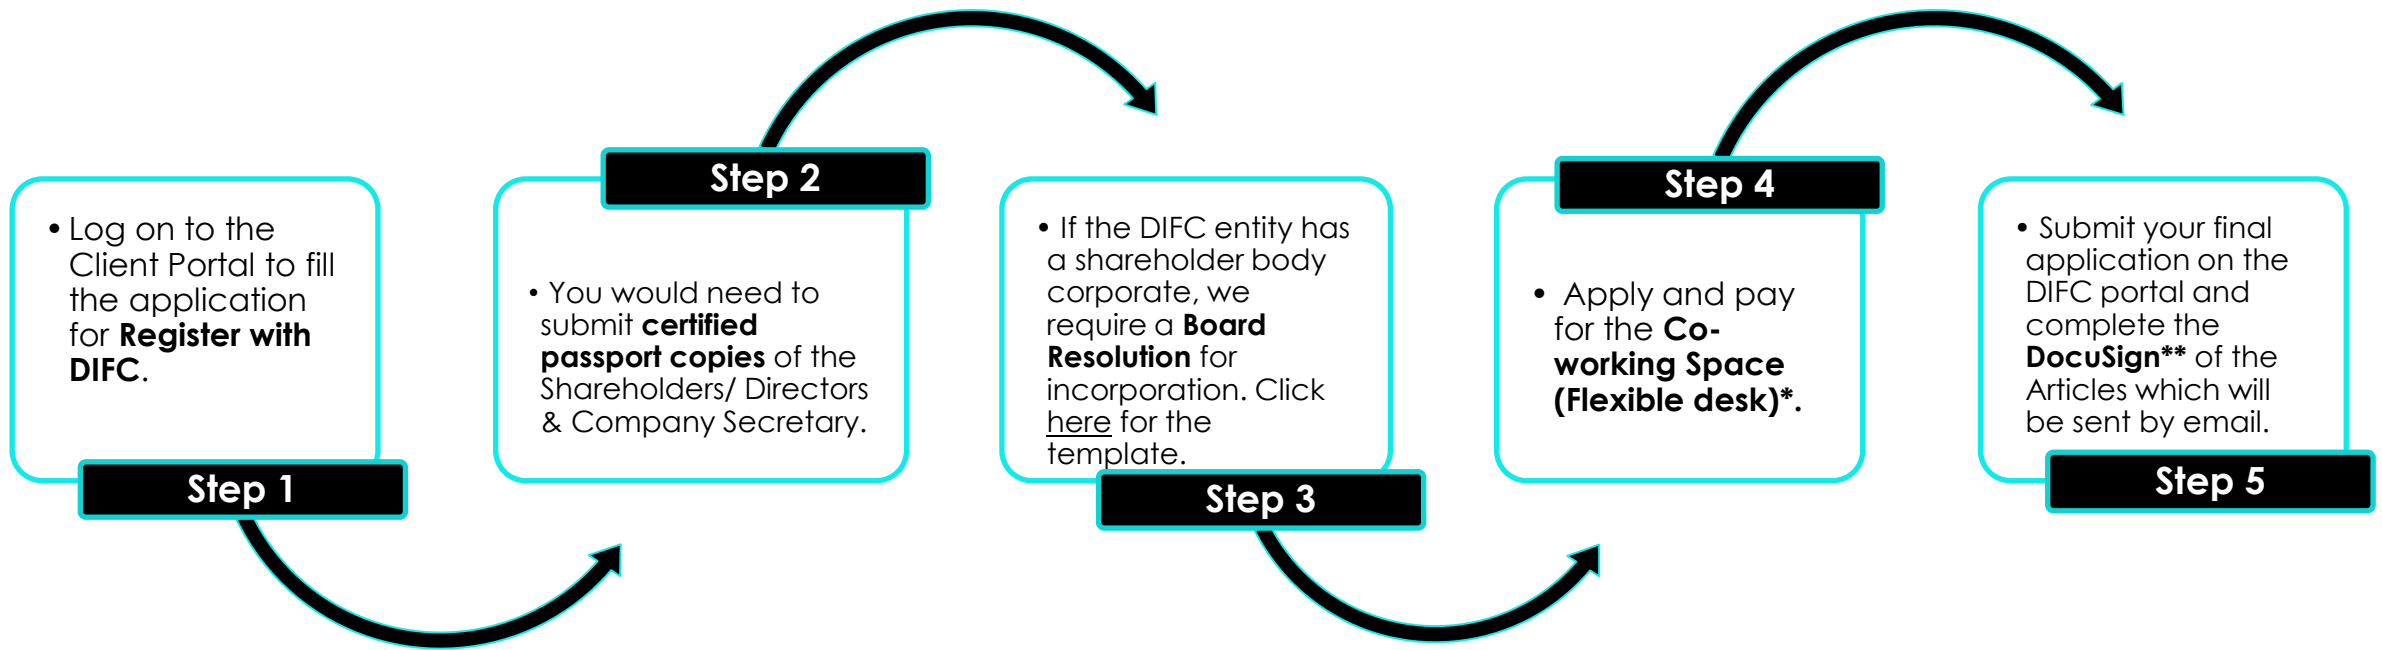 • Log on to the
Client Portal to fill
the application
for Register with
DIFC.
Step 1
Step 2
• You would need to
submit certified
passport copies of the
Shareholders/ Directors
& Company Secretary.
• If the DIFC entity has
a shareholder body
corporate, we
require a Board
Resolution for
incorporation. Click
here for the
template.
Step 3
Step 4
• Apply and pay
for the Co-
working Space
(Flexible desk)*.
• Submit your final
application on the
DIFC portal and
complete the
DocuSign** of the
Articles which will
be sent by email.
Step 5